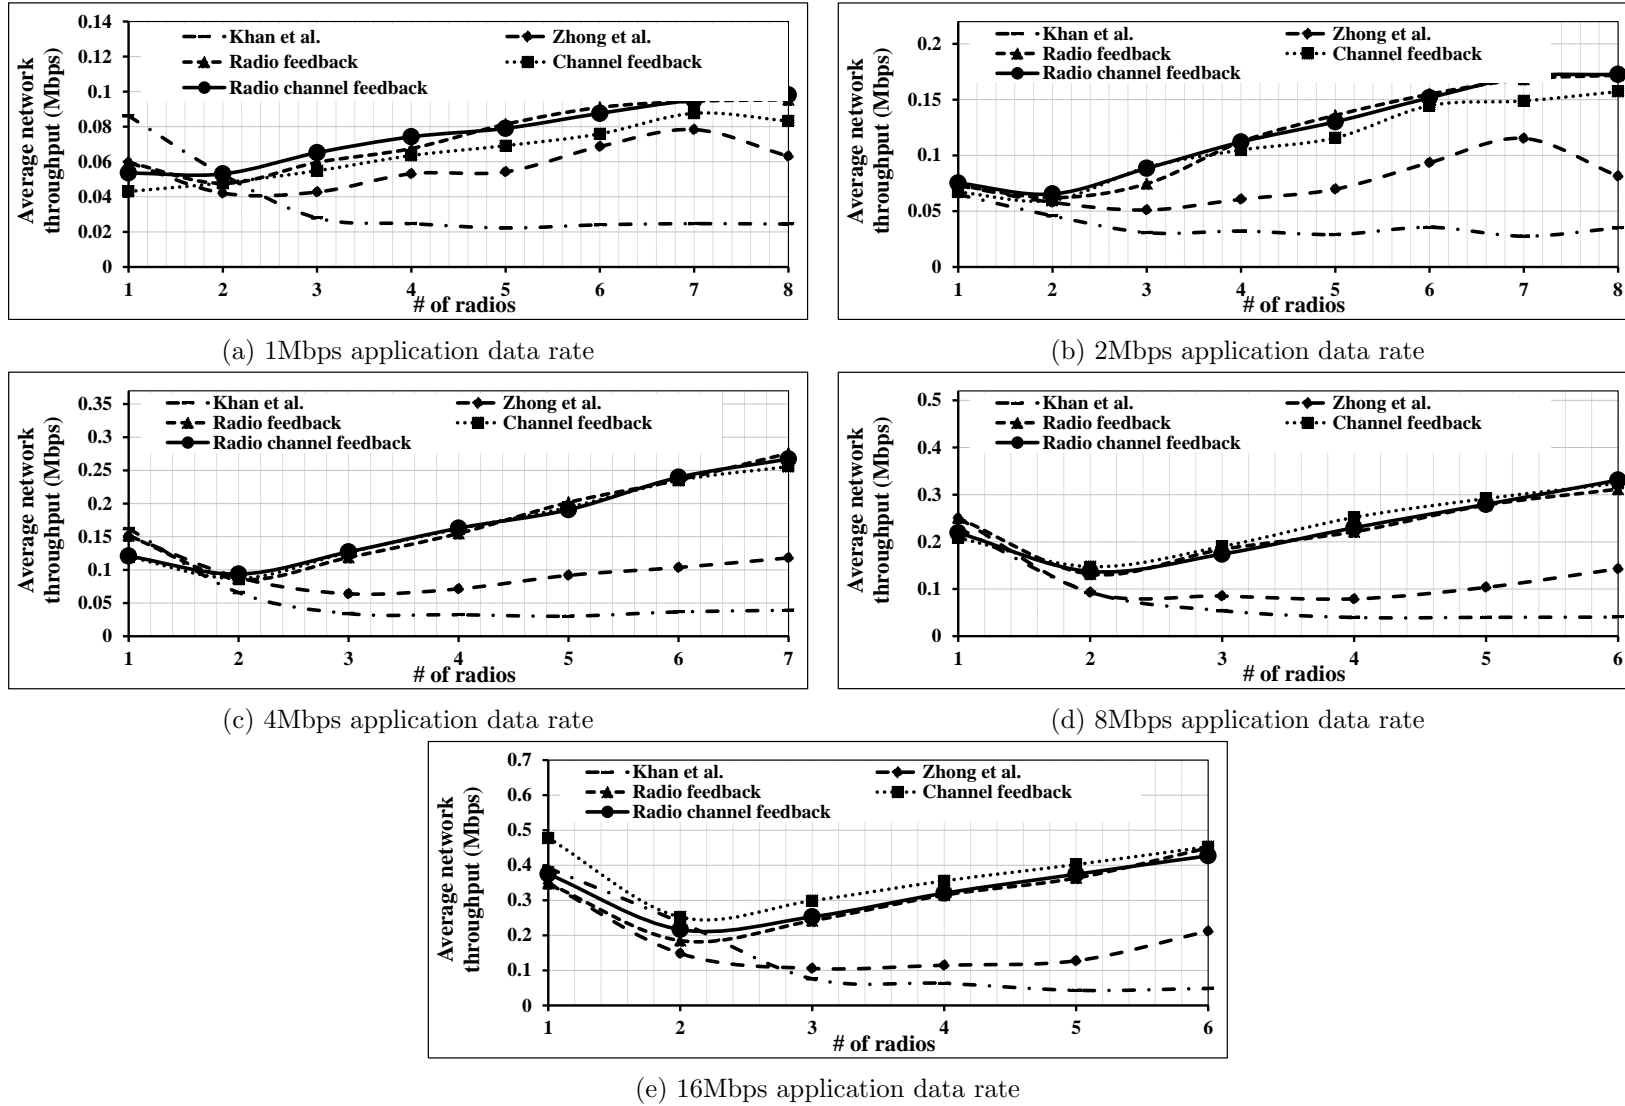 0.14
0.12
0.1
0.08
0.06
0.04
0.02
0
Average network
throughput (Mbps)
Khan et al.
Zhong et al.
Radio feedback
Channel feedback
Radio channel feedback
1 2 3 4 5 6 7 8
# of radios
(a) 1Mbps application data rate
0.2
0.15
0.1
0.05
0
Average network
throughput (Mbps)
Khan et al.
Zhong et al.
Radio feedback
Channel feedback
Radio channel feedback
1 2 3 4 5 6 7 8
# of radios
(b) 2Mbps application data rate
0.35
0.3
0.25
0.2
0.15
0.1
0.05
0
Average network
throughput (Mbps)
Khan et al.
Zhong et al.
Radio feedback
Channel feedback
Radio channel feedback
1 2 3 4 5 6 7
# of radios
(c) 4Mbps application data rate
0.5
0.4
0.3
0.2
0.1
0
Average network
throughput (Mbps)
Khan et al.
Zhong et al.
Radio feedback
Channel feedback
Radio channel feedback
1 2 3 4 5 6
# of radios
(d) 8Mbps application data rate
0.7
0.6
0.5
0.4
0.3
0.2
0.1
0
Average network
throughput (Mbps)
Khan et al.
Zhong et al.
Radio feedback
Channel feedback
Radio channel feedback
1 2 3 4 5 6
# of radios
(e) 16Mbps application data rate